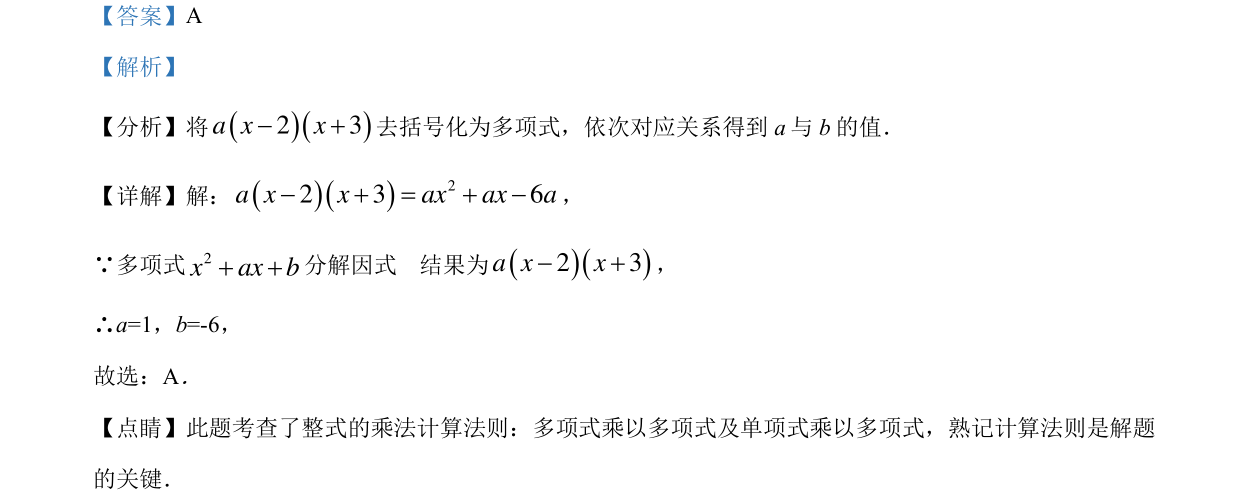 【答案】A
【解析】
【分析】将a(x-2)(x+3)去括号化为多项式，依次对应关系得到 a 与 b 的值．
【详解】解：a(x-2)(x+3)=ax²+ax-6a，
∵多项式x²+ax+b分解因式　结果为a(x-2)(x+3)，
∴a=1，b=-6，
故选：A．
【点睛】此题考查了整式的乘法计算法则：多项式乘以多项式及单项式乘以多项式，熟记计算法则是解题
的关键．